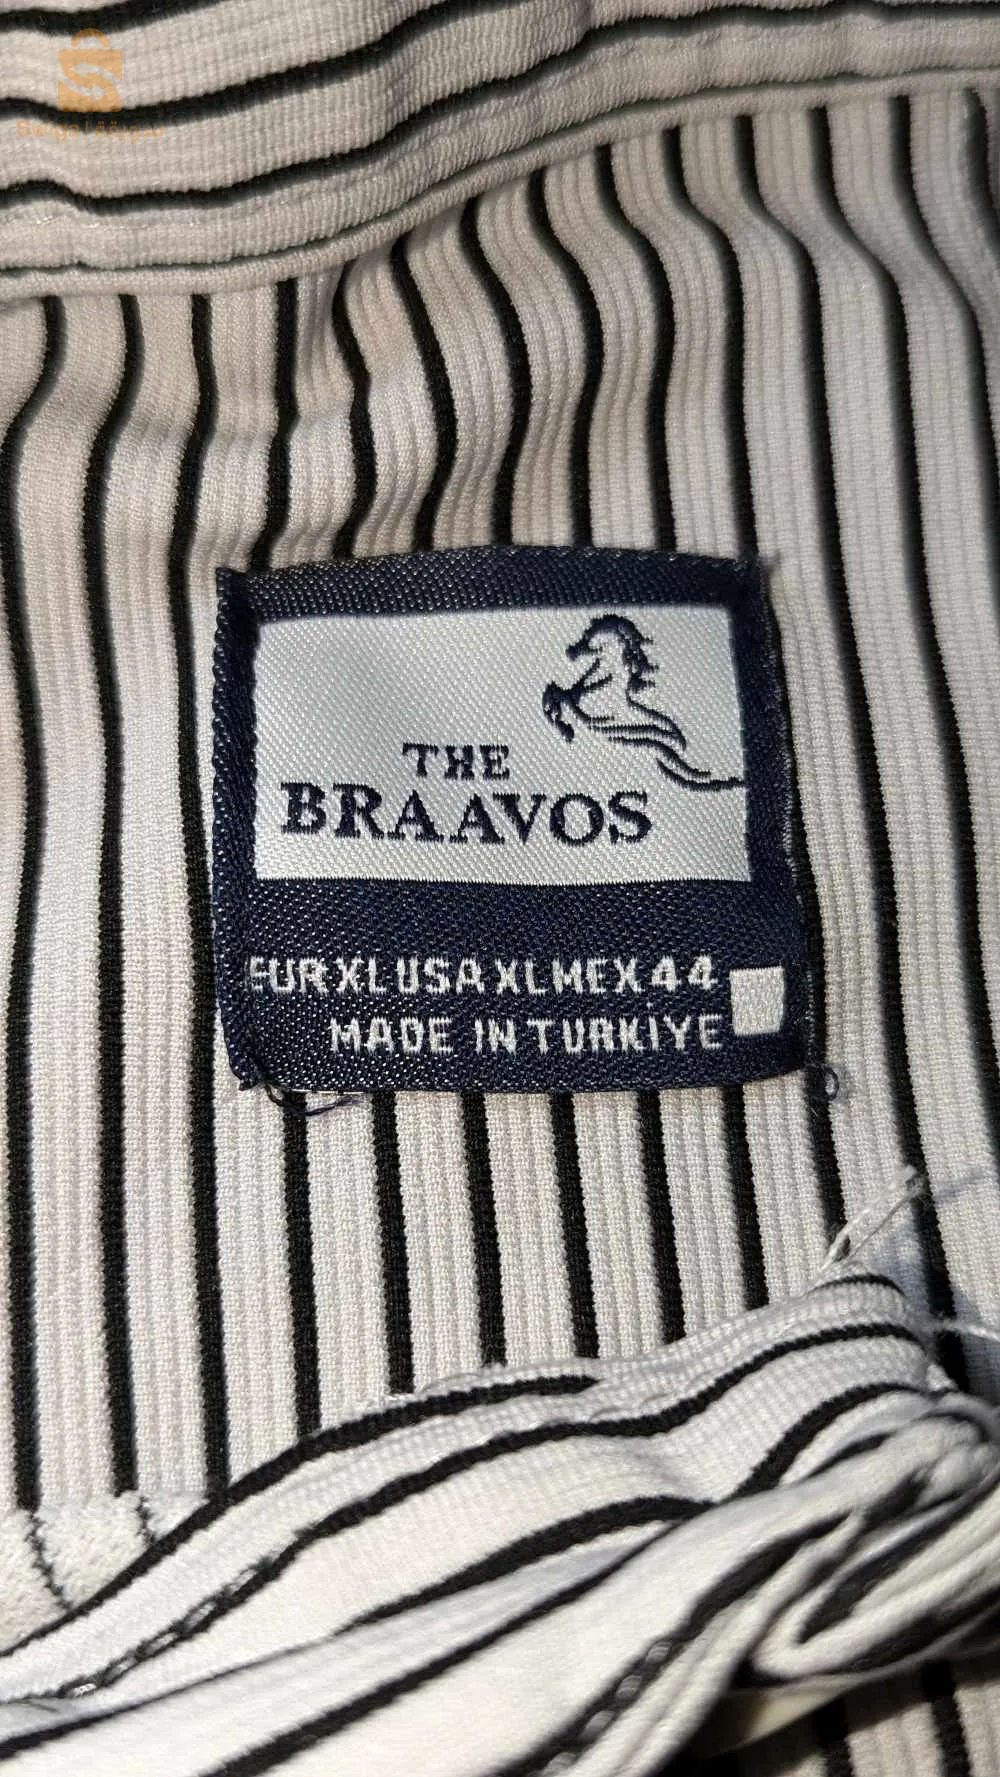 THE
BRAAVOS
EUR XL USA XL MEX 44
MADE IN TURKIYE